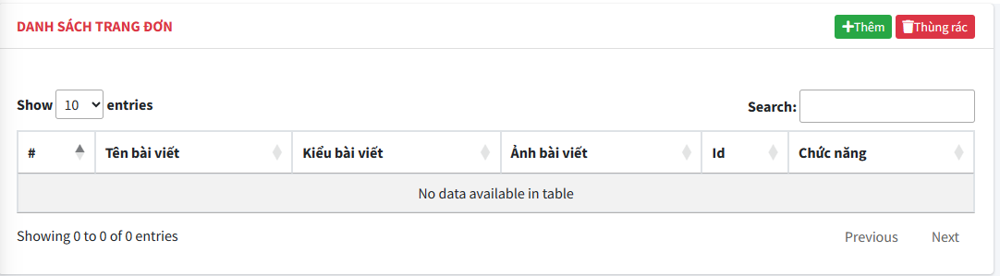 DANH SÁCH TRANG ĐƠN Thêm Thùng rác
Show 10 entries Search:
# Tên bài viết Kiểu bài viết Ảnh bài viết Id Chức năng
No data available in table
Showing 0 to 0 of 0 entries Previous Next